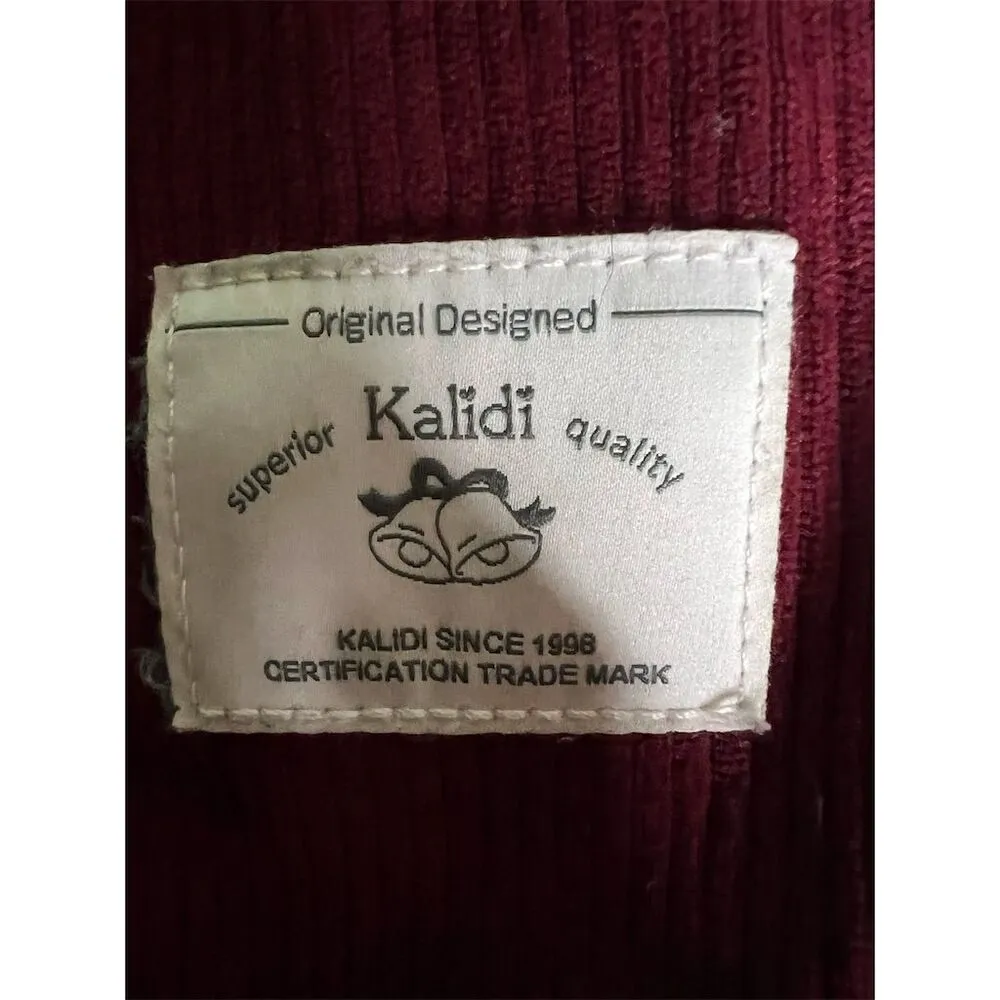 Original Designed
Kalidi
superior quality
KALIDI SINCE 1998
CERTIFICATION TRADE MARK